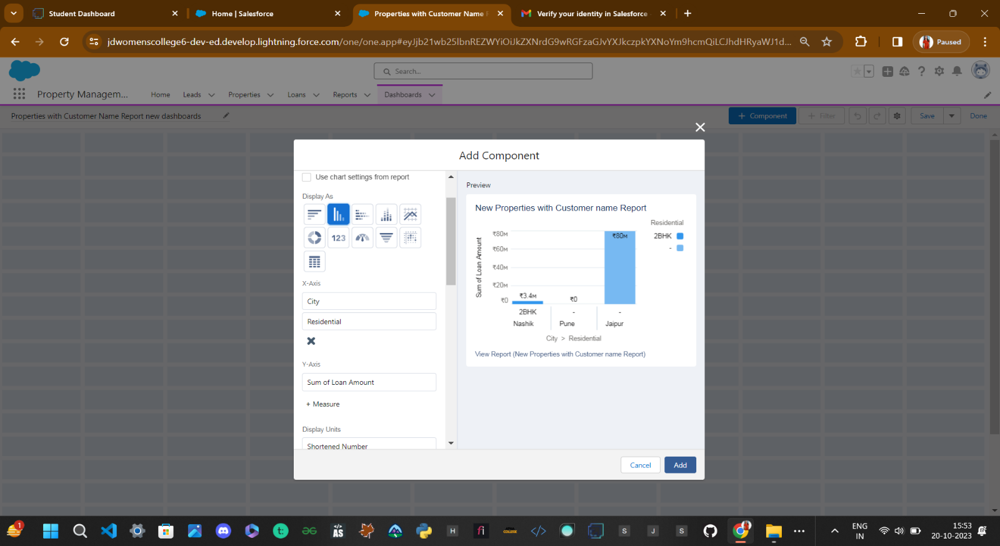 Student Dashboard
Home | Salesforce
Properties with Customer Name
Verify your identity in Salesforce
jdwomenscollege6-dev-ed.develop.lightning.force.com/one/one.app#eyJjb21wb25lbnREZWYiOiJkZXNrdG9wRGFzaGJvYXJkczpkYXNoYm9hcmQiLCJhdHRyaWJ1d...
Paused
Search...
Property Managem...
Home
Leads
Properties
Loans
Reports
Dashboards
Properties with Customer Name Report new dashboards
+ Component
+ Filter
Save
Done
Add Component
Use chart settings from report
Display As
123
X-Axis
City
Residential
Y-Axis
Sum of Loan Amount
+ Measure
Display Units
Shortened Number
Preview
New Properties with Customer name Report
Residential
2BHK
-
Sum of Loan Amount
₹80M
₹60M
₹40M
₹20M
₹0
₹3.4M
₹0
₹80M
2BHK
-
-
Nashik
Pune
Jaipur
City > Residential
View Report (New Properties with Customer name Report)
Cancel
Add
1
</> AS
H
fi
COLLEGE
</>
S
J
S
ENG
IN
15:53
20-10-2023